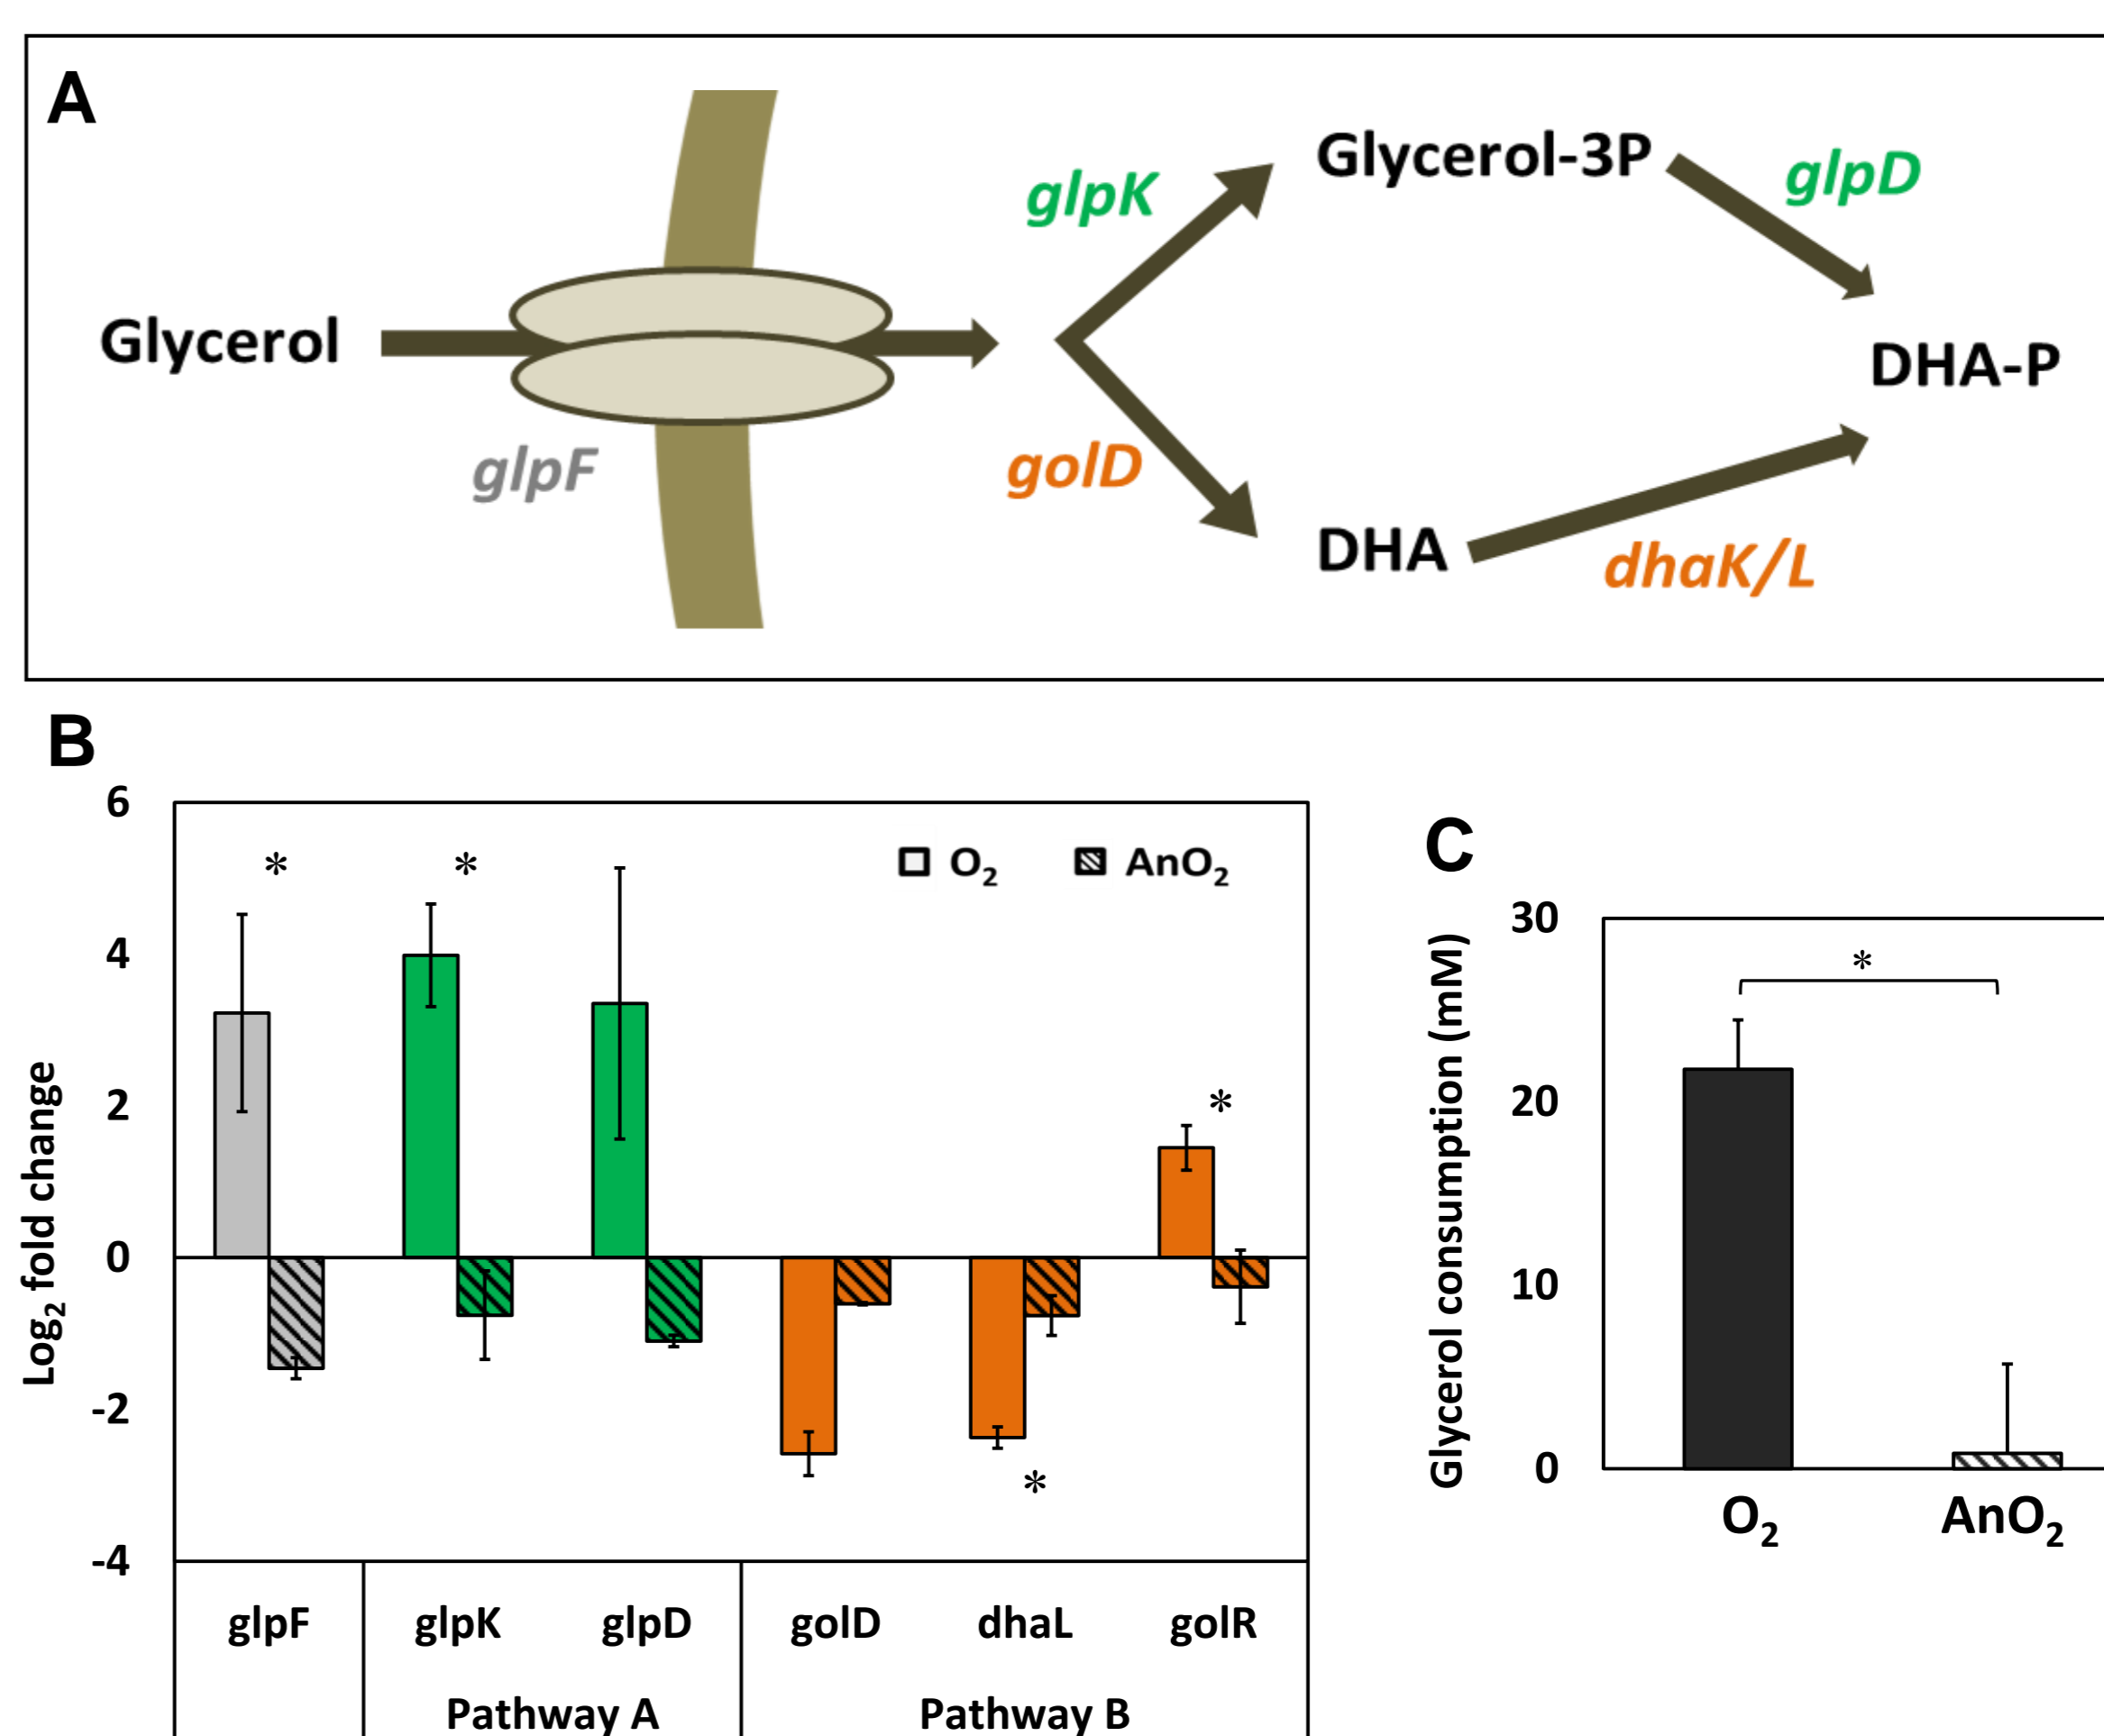 A
Glycerol
glpF
glpK
golD
Glycerol-3P
glpD
DHA-P
DHA
dhaK/L
B
Log₂ fold change
6
4
2
0
-2
-4
* *
O₂ AnO₂
*
*
glpF glpK glpD golD dhaL golR
Pathway A Pathway B
C
Glycerol consumption (mM)
30
20
10
0
*
O₂ AnO₂